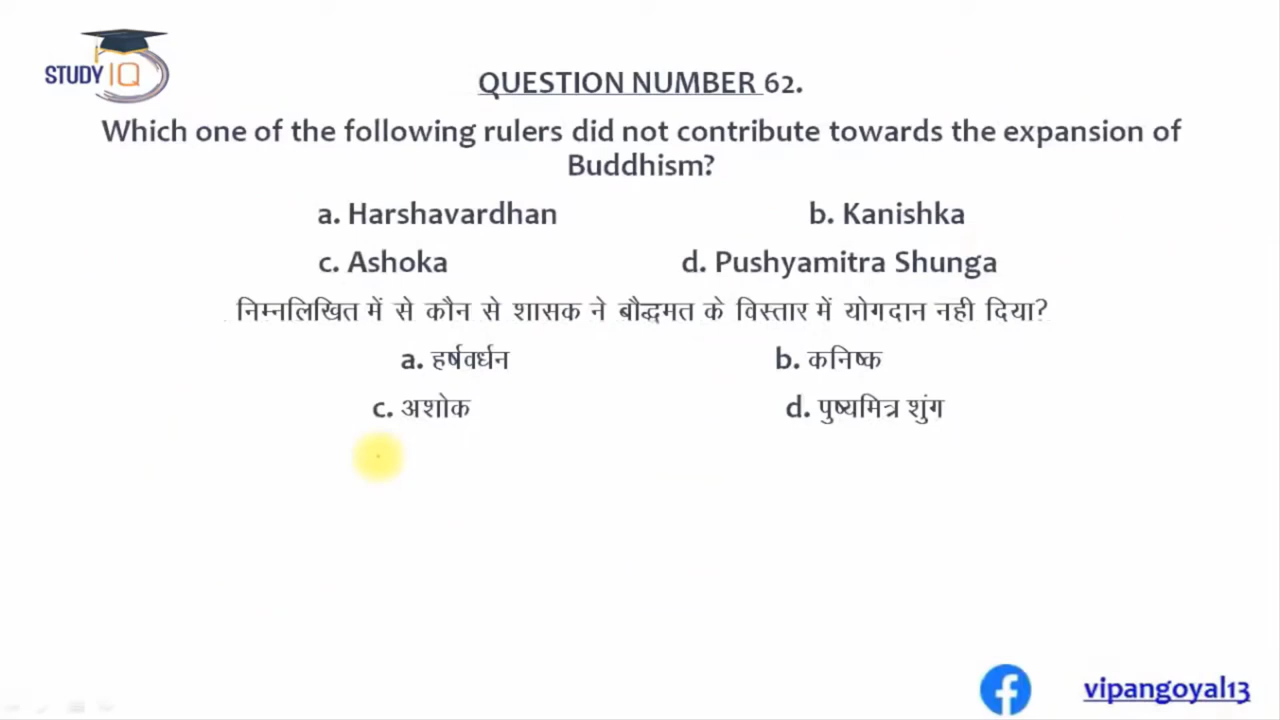 STUDY IQ
QUESTION NUMBER 62.
Which one of the following rulers did not contribute towards the expansion of
Buddhism?
a. Harshavardhan b. Kanishka
c. Ashoka d. Pushyamitra Shunga
निम्नलिखित में से कौन से शासक ने बौद्धमत के विस्तार में योगदान नही दिया?
a. हर्षवर्धन b. कनिष्क
c. अशोक d. पुष्यमित्र शुंग
vipangoyal13